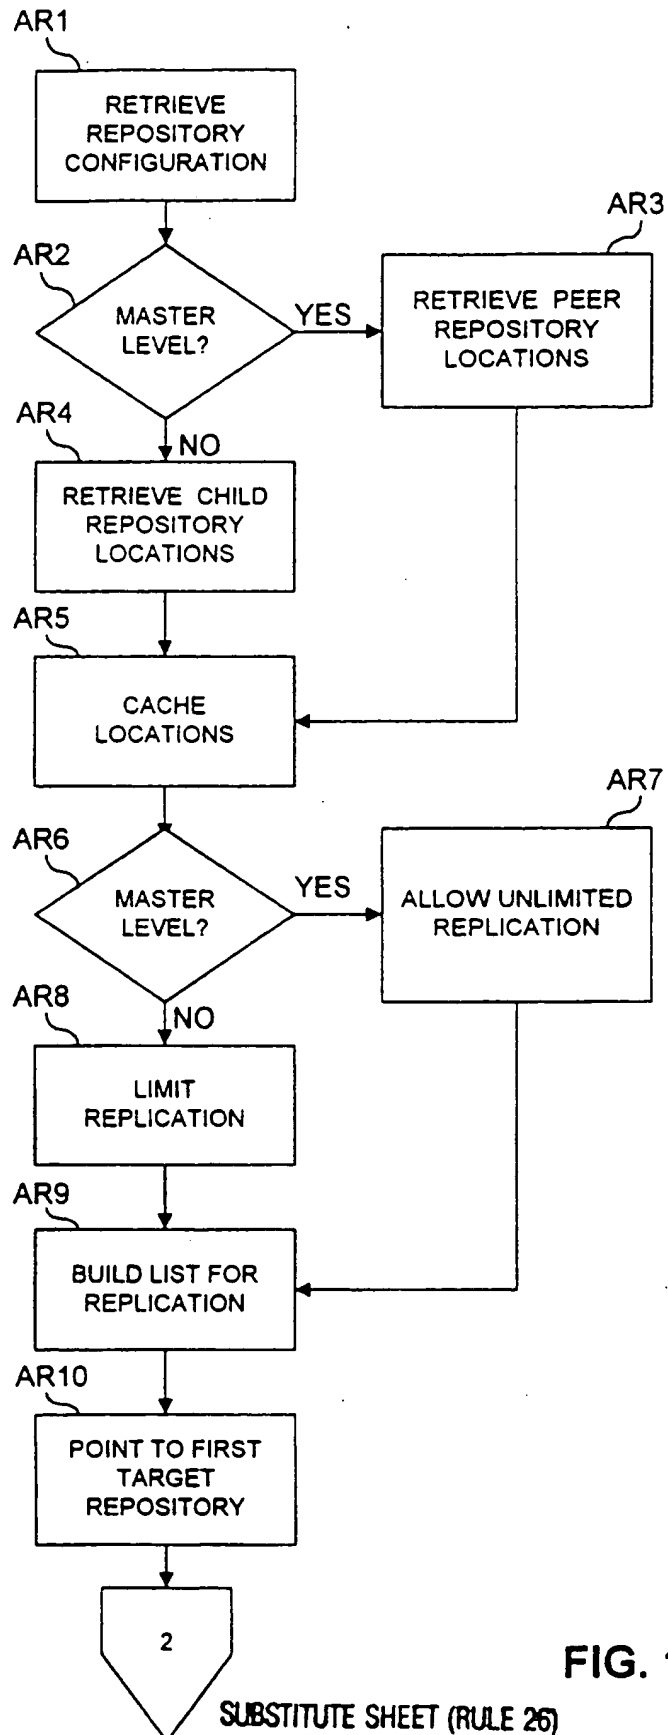 AR1
RETRIEVE
REPOSITORY
CONFIGURATION
AR2
MASTER
LEVEL?
YES
AR3
RETRIEVE PEER
REPOSITORY
LOCATIONS
NO
AR4
RETRIEVE CHILD
REPOSITORY
LOCATIONS
AR5
CACHE
LOCATIONS
AR6
MASTER
LEVEL?
YES
AR7
ALLOW UNLIMITED
REPLICATION
NO
AR8
LIMIT
REPLICATION
AR9
BUILD LIST FOR
REPLICATION
AR10
POINT TO FIRST
TARGET
REPOSITORY
2
FIG.
SUBSTITUTE SHEET (RULE 26)